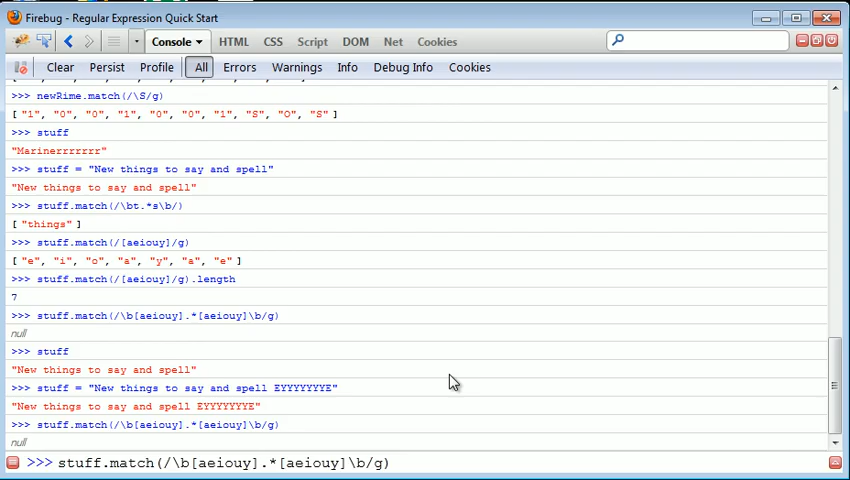 Firebug - Regular Expression Quick Start
Console HTML CSS Script DOM Net Cookies
Clear Persist Profile All Errors Warnings Info Debug Info Cookies
>>> newRime.match(/\S/g)
["1", "0", "0", "1", "0", "0", "1", "S", "O", "S"]
>>> stuff
"Marinerrrrrrr"
>>> stuff = "New things to say and spell"
"New things to say and spell"
>>> stuff.match(/\bt.*s\b/)
["things"]
>>> stuff.match(/[aeiouy]/g)
["e", "i", "o", "a", "y", "a", "e"]
>>> stuff.match(/[aeiouy]/g).length
7
>>> stuff.match(/\b[aeiouy].*[aeiouy]\b/g)
null
>>> stuff
"New things to say and spell"
>>> stuff = "New things to say and spell EYYYYYYYE"
"New things to say and spell EYYYYYYYE"
>>> stuff.match(/\b[aeiouy].*[aeiouy]\b/g)
null
>>> stuff.match(/\b[aeiouy].*[aeiouy]\b/g)